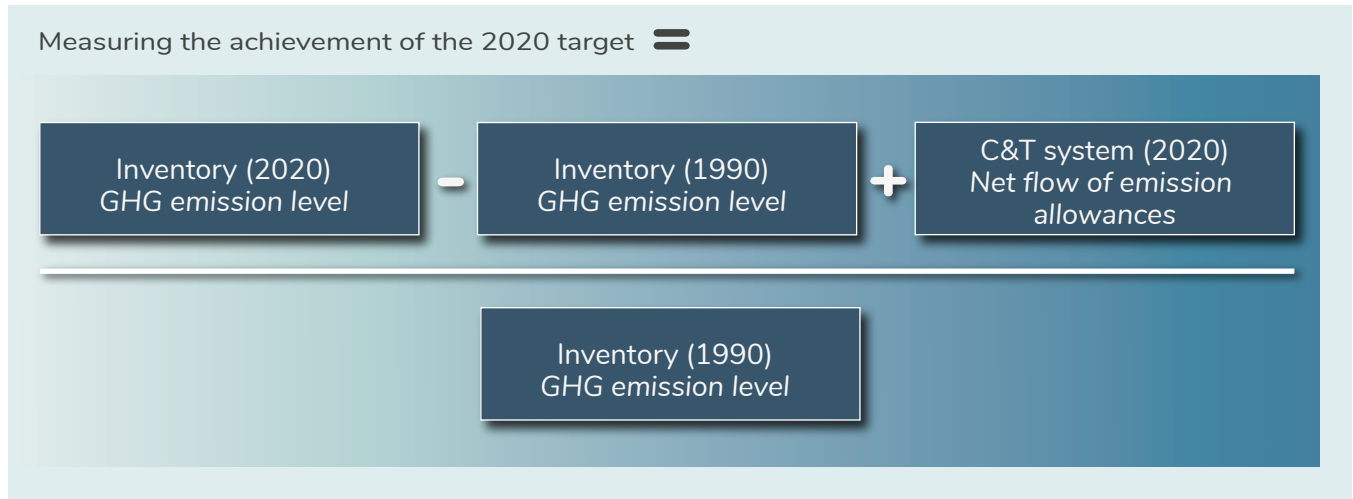 Measuring the achievement of the 2020 target =
Inventory (2020)
GHG emission level
-
Inventory (1990)
GHG emission level
+
C&T system (2020)
Net flow of emission
allowances
Inventory (1990)
GHG emission level